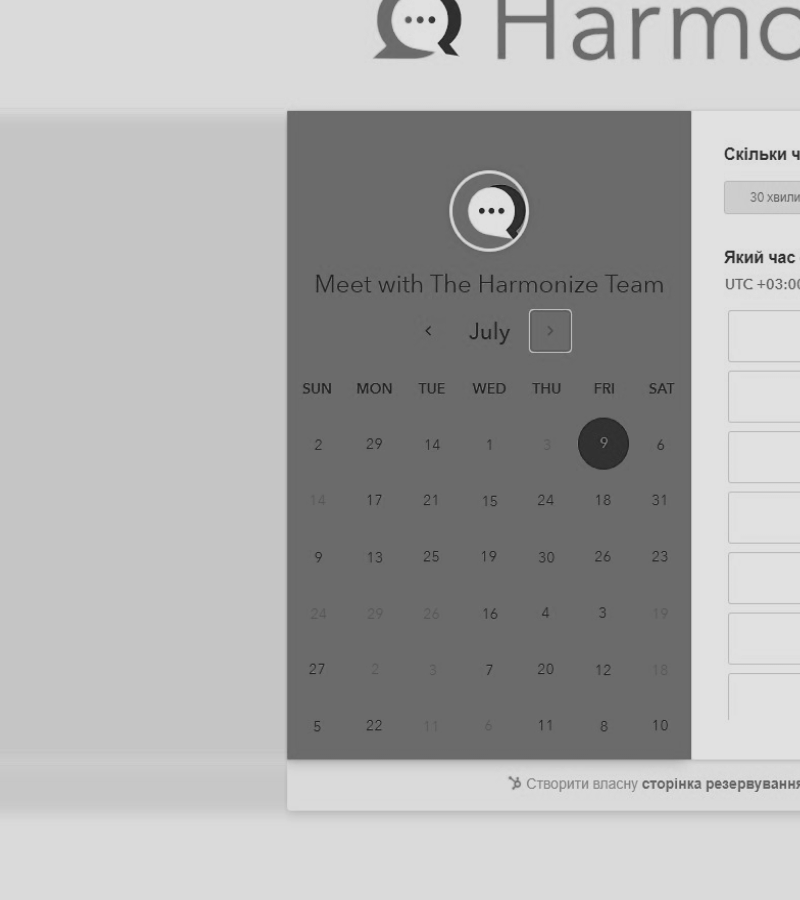 Harmo
Meet with The Harmonize Team
July
SUN MON TUE WED THU FRI SAT
2 29 14 1 3 9 6
14 17 21 15 24 18 31
9 13 25 19 30 26 23
24 29 26 16 4 3 19
27 2 3 7 20 12 18
5 22 11 6 11 8 10
Скільки ч
30 хвили
Який час
UTC +03:00
Створити власну сторінка резервування